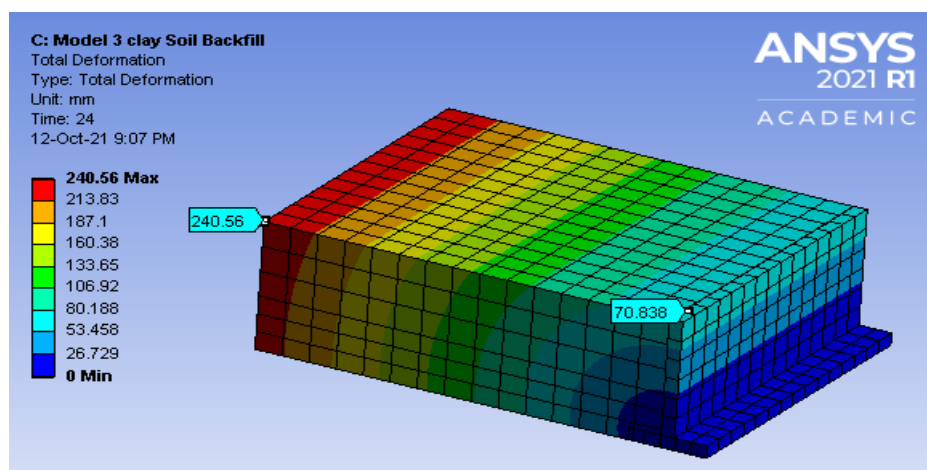 C: Model 3 clay Soil Backfill
Total Deformation
Type: Total Deformation
Unit: mm
Time: 24
12-Oct-21 9:07 PM
240.56 Max
213.83
187.1
160.38
133.65
106.92
80.188
53.458
26.729
0 Min
ANSYS
2021 R1
ACADEMIC
240.56
70.838